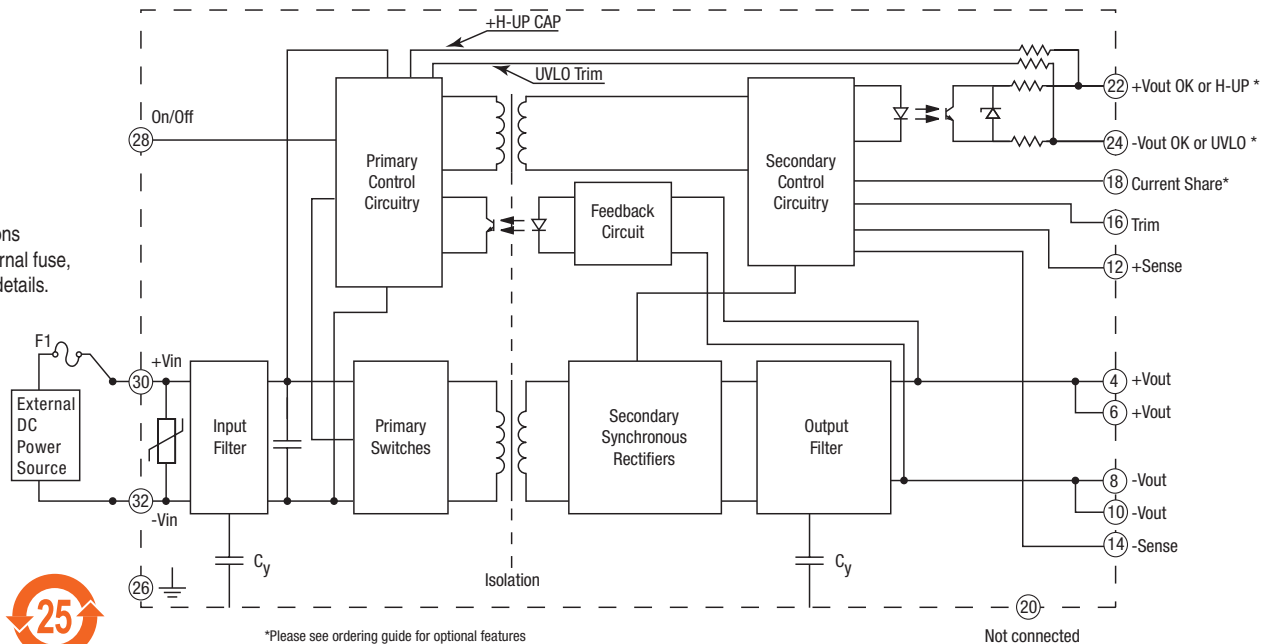 +H-UP CAP
UVLO Trim
On/Off
28
Primary
Control
Circuitry
Secondary
Control
Circuitry
Feedback
Circuit
22 +Vout OK or H-UP *
24 -Vout OK or UVLO *
18 Current Share*
16 Trim
12 +Sense
ons
rnal fuse,
details.
F1
+Vin
30
External
DC
Power
Source
32
-Vin
Input
Filter
Primary
Switches
Secondary
Synchronous
Rectifiers
Output
Filter
4 +Vout
6 +Vout
8 -Vout
10 -Vout
14 -Sense
Cy
Cy
Isolation
26
20
25
*Please see ordering guide for optional features
Not connected